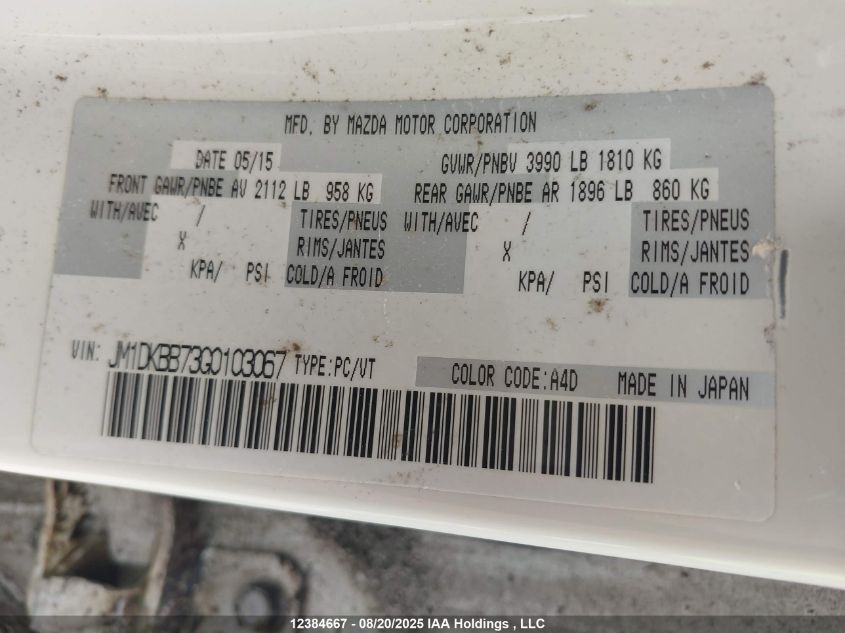 MFD. BY MAZDA MOTOR CORPORATION
DATE 05/15 GVWR/PNBV 3990 LB 1810 KG
FRONT GAWR/PNBE AV 2112 LB 958 KG REAR GAWR/PNBE AR 1896 LB 860 KG
WITH/AVEC / TIRES/PNEUS WITH/AVEC / TIRES/PNEUS
X RIMS/JANTES X RIMS/JANTES
KPA/ PSI COLD/A FROID KPA/ PSI COLD/A FROID
VIN: JM1DKBB73G0103067 TYPE:PC/VT COLOR CODE:A4D MADE IN JAPAN
12384667 - 08/20/2025 IAA Holdings , LLC